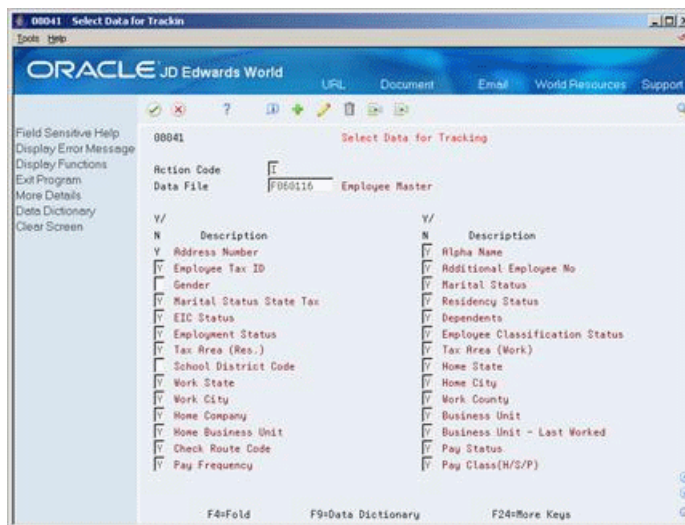 00041 Select Data for Trackin
Tools Help
ORACLE JD Edwards World
URL Document Email World Resources Support
Field Sensitive Help
Display Error Message
Display Functions
Exit Program
More Details
Data Dictionary
Clear Screen
00041 Select Data for Tracking
Action Code I
Data File F060116 Employee Master
Y/ Y/
N Description N Description
Y Address Number Y Alpha Name
Y Employee Tax ID Y Additional Employee No
Gender Y Marital Status
Y Marital Status State Tax Y Residency Status
Y EIC Status Y Dependents
Y Employment Status Y Employee Classification Status
Y Tax Area (Res.) Y Tax Area (Work)
School District Code Y Home State
Y Work State Y Home City
Y Work City Y Work County
Y Home Company Y Business Unit
Y Home Business Unit Y Business Unit - Last Worked
Y Check Route Code Y Pay Status
Y Pay Frequency Y Pay Class(H/S/P)
F4=Fold F9=Data Dictionary F24=More Keys